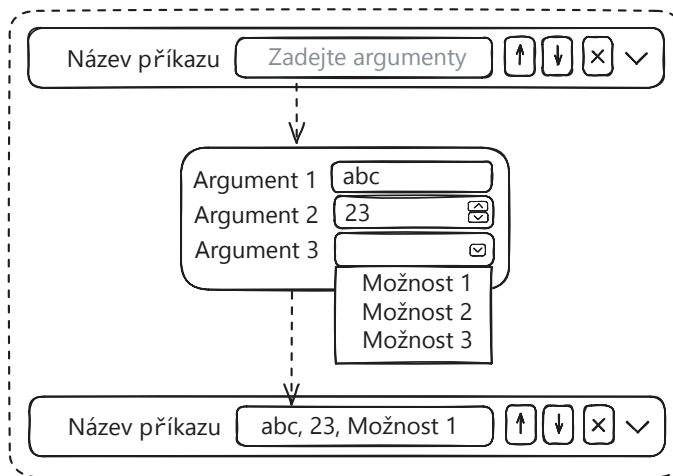 Název příkazu Zadejte argumenty
Argument 1 abc
Argument 2 23
Argument 3
Možnost 1
Možnost 2
Možnost 3
Název příkazu abc, 23, Možnost 1